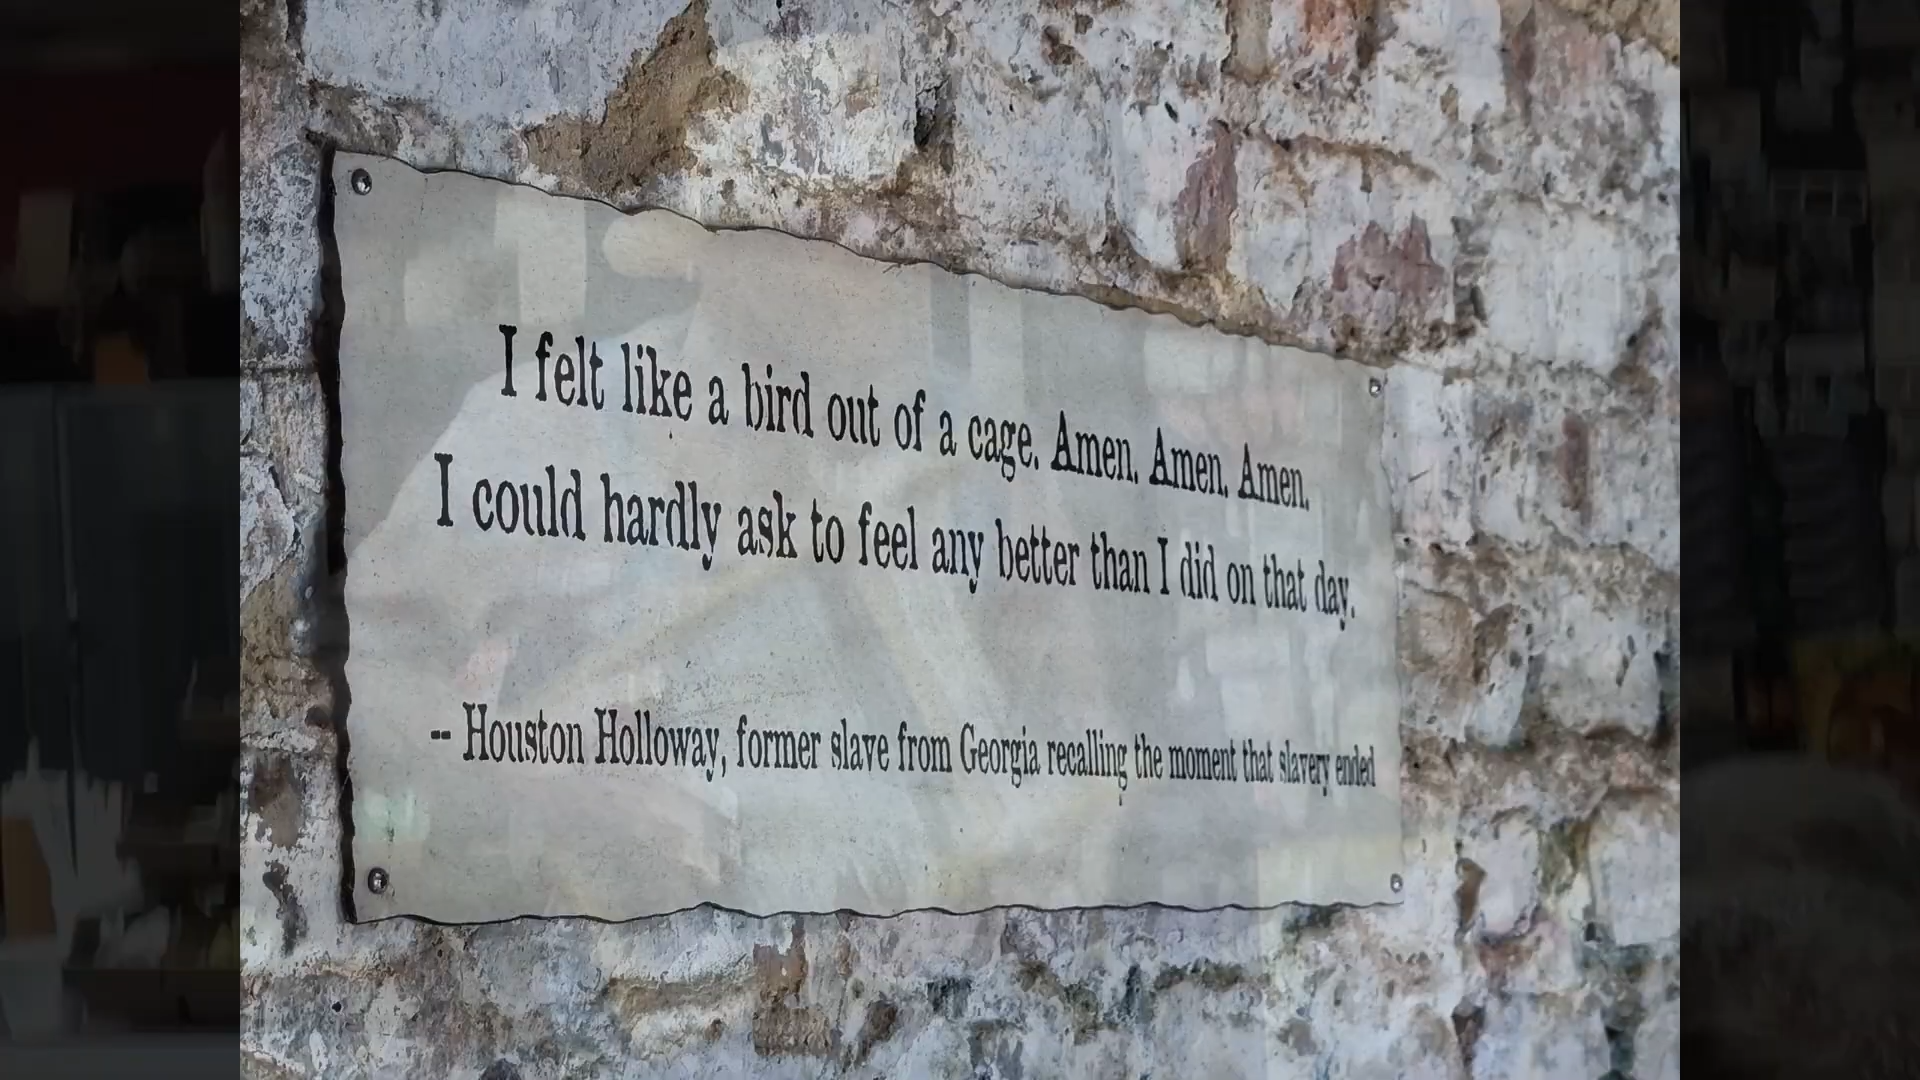 I felt like a bird out of a cage. Amen. Amen. Amen.
I could hardly ask to feel any better than I did on that day.
-- Houston Holloway, former slave from Georgia recalling the moment that slavery ended